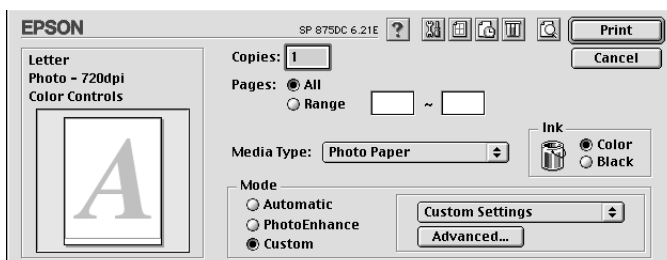 EPSON
SP 875DC 6.21E ?
Print
Letter
Photo - 720dpi
Color Controls
A
Copies: 1
Cancel
Pages: All
Range ~
Media Type: Photo Paper
Ink
Color
Black
Mode
Automatic
PhotoEnhance
Custom
Custom Settings
Advanced...